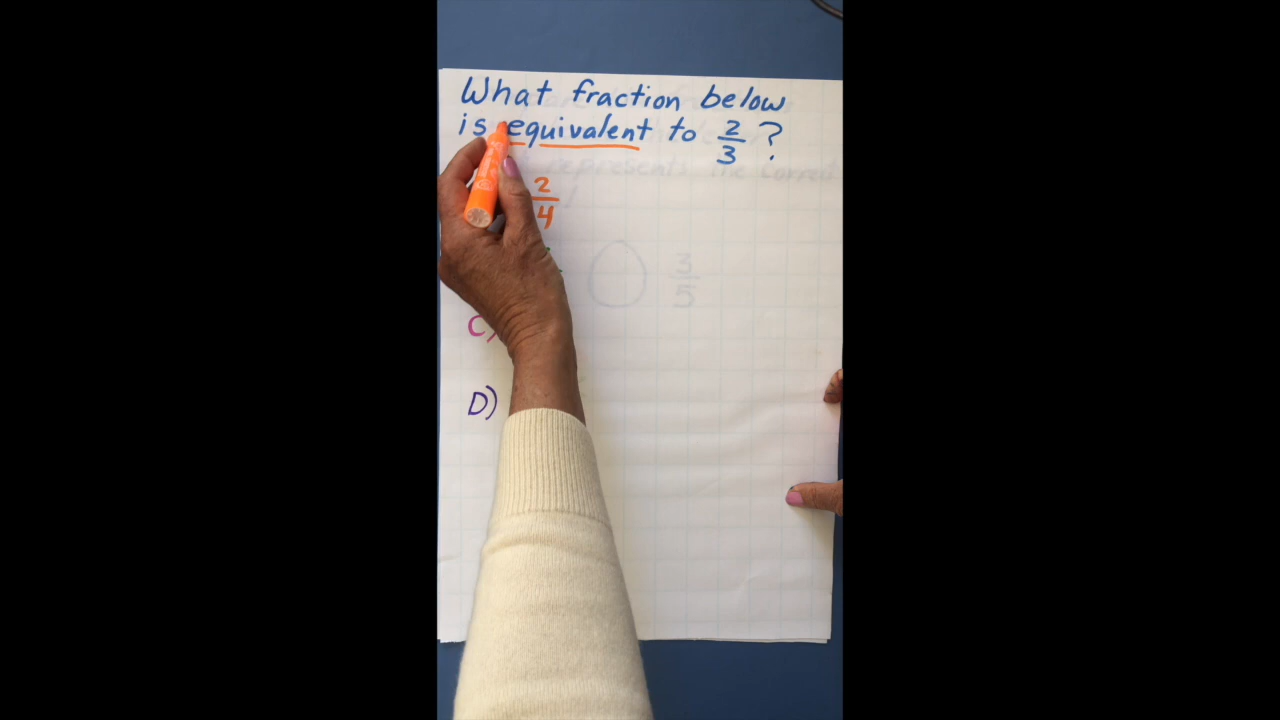 What fraction below
is equivalent to 2/3 ?
2/4
3/5
C)
D)